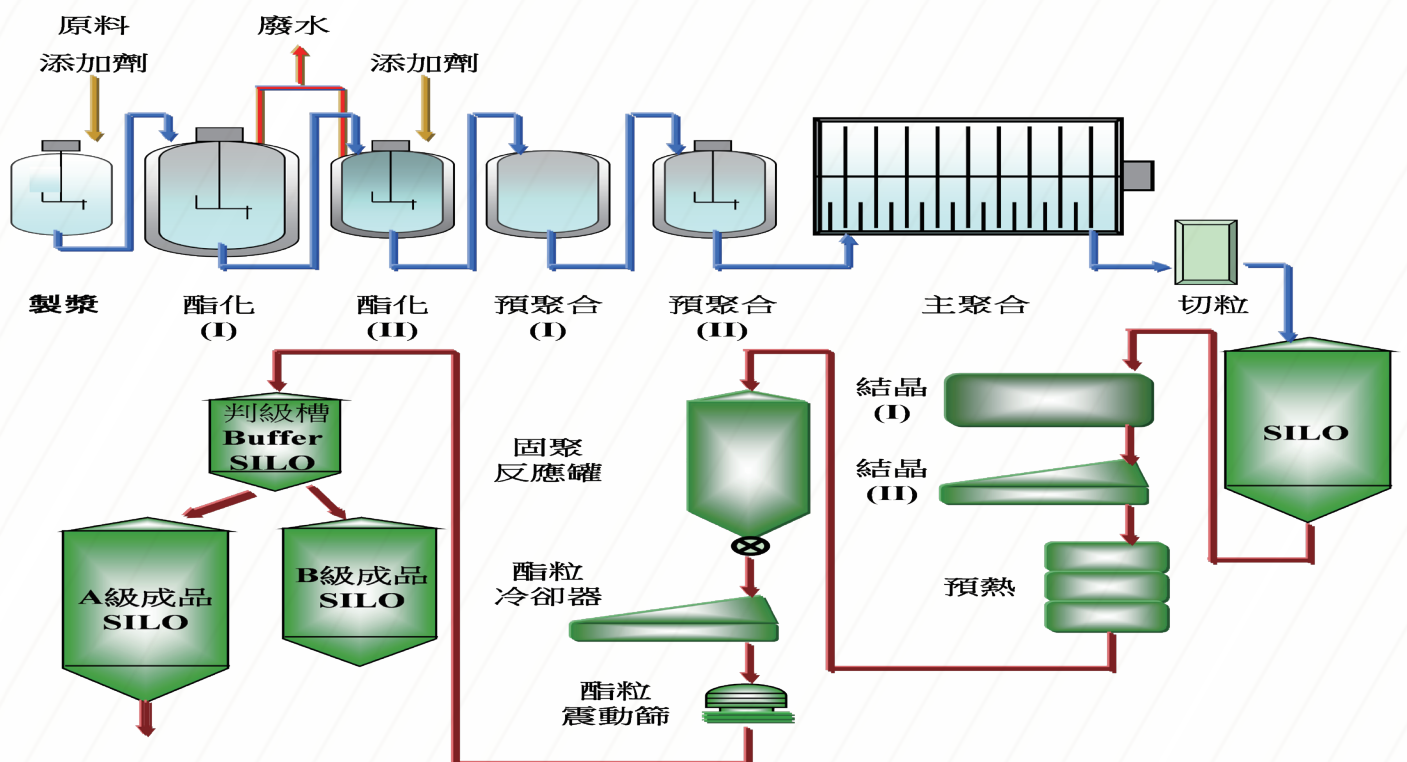 原料
添加劑
廢水
添加劑
製漿
酯化
(I)
酯化
(II)
預聚合
(I)
預聚合
(II)
主聚合
切粒
判級槽
Buffer
SILO
A級成品
SILO
B級成品
SILO
固聚
反應罐
酯粒
冷卻器
酯粒
震動篩
結晶
(I)
結晶
(II)
預熱
SILO